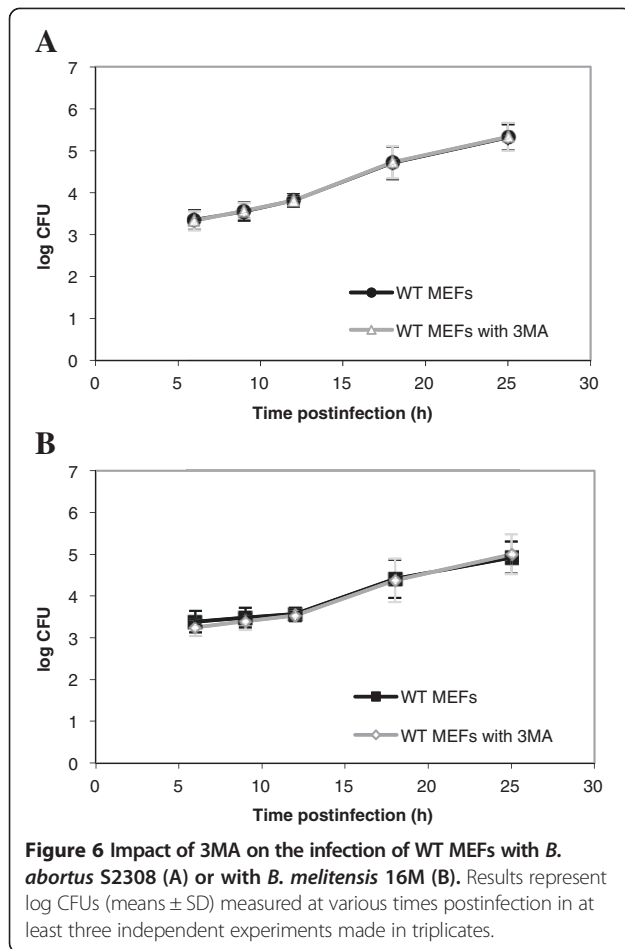 A
7
6
5
4
3
2
1
0
log CFU
WT MEFs
WT MEFs with 3MA
0 5 10 15 20 25 30
Time postinfection (h)
B
7
6
5
4
3
2
1
0
log CFU
WT MEFs
WT MEFs with 3MA
0 5 10 15 20 25 30
Time postinfection (h)
Figure 6 Impact of 3MA on the infection of WT MEFs with B.
abortus S2308 (A) or with B. melitensis 16M (B). Results represent
log CFUs (means ± SD) measured at various times postinfection in at
least three independent experiments made in triplicates.